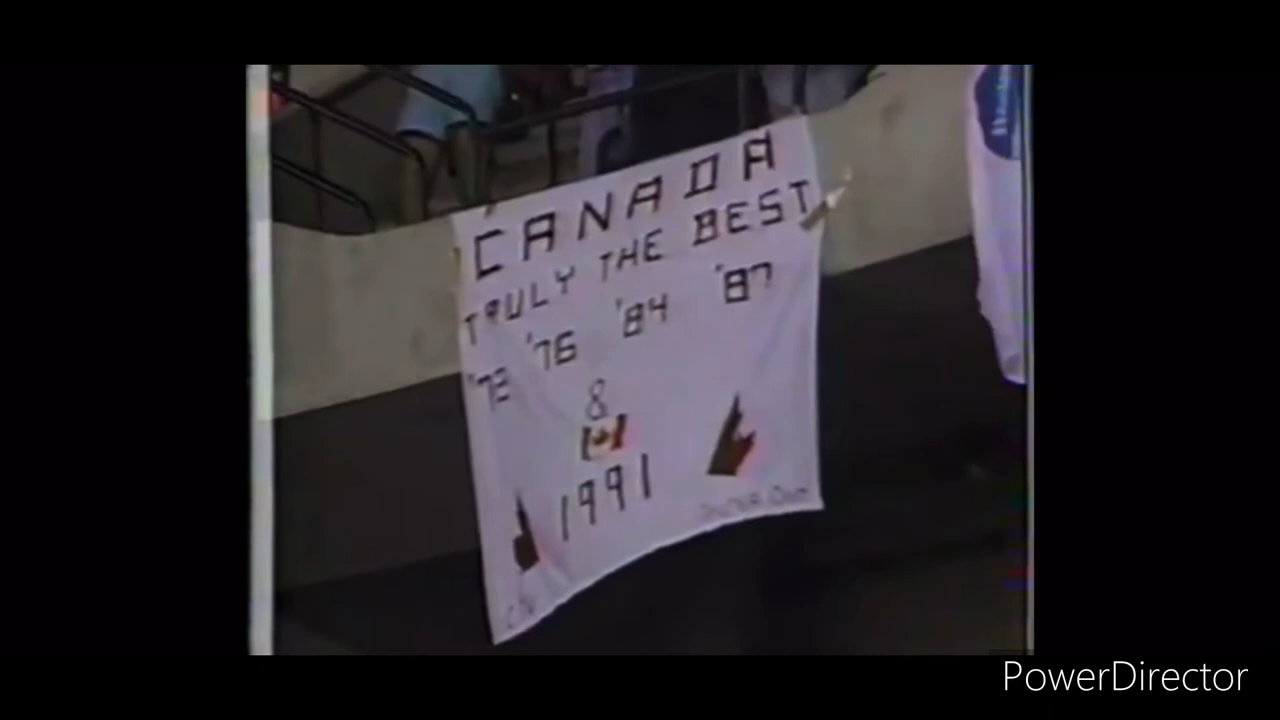 CANADA
TRULY THE BEST
'72 '76 '84 '87
&
1991
PowerDirector